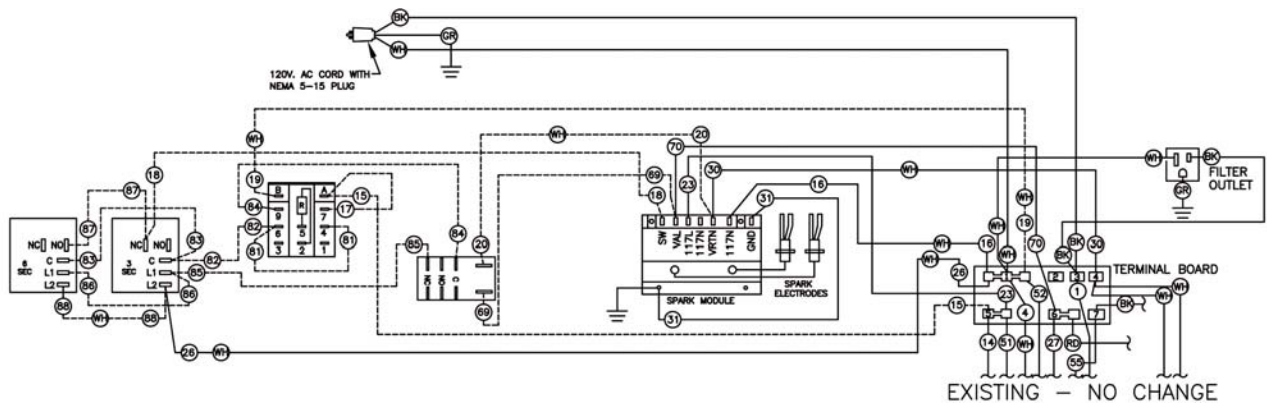 BK
GR
WH
120V. AC CORD WITH
NEMA 5-15 PLUG
WH
WH
20
70
30
WH
WH
BK
FILTER
OUTLET
GR
18
87
19
B
A
15
17
84
9
R
7
82
6
5
4
81
81
3
2
1
84
69
18
23
16
31
20
SW
VAL
117L
117N
VRTN
117N
117N
GND
SPARK
ELECTRODES
SPARK MODULE
31
6
SEC
NC
NO
87
C
83
L1
86
L2
88
WH
88
3
SEC
NC
NO
83
C
82
L1
85
L2
86
85
NC
NO
C
69
26
WH
WH
WH
26
16
WH
WH
19
70
BK
BK
30
TERMINAL BOARD
2
3
4
23
52
1
WH
WH
15
5
4
6
7
BK
14
51
WH
27
RD
55
EXISTING – NO CHANGE